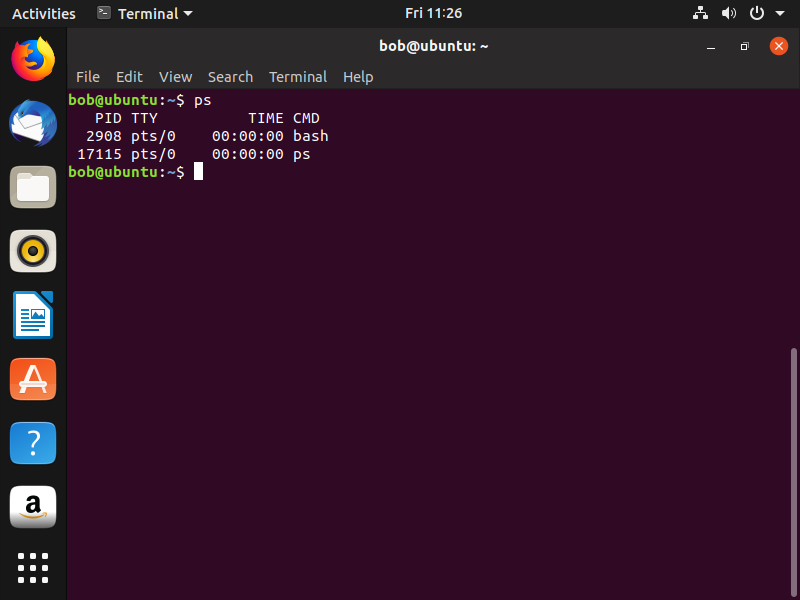 Activities Terminal Fri 11:26
bob@ubuntu: ~
File Edit View Search Terminal Help
bob@ubuntu:~$ ps
  PID TTY          TIME CMD
 2908 pts/0    00:00:00 bash
17115 pts/0    00:00:00 ps
bob@ubuntu:~$
?
a